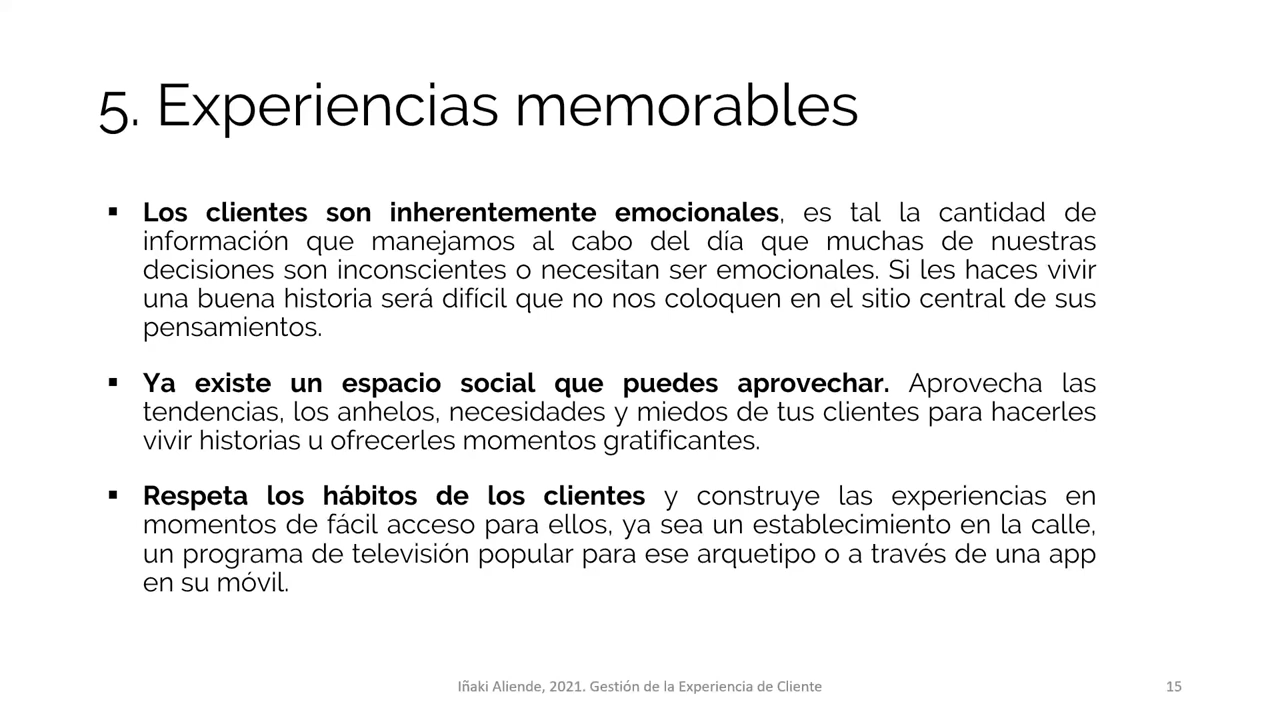 5. Experiencias memorables
▪ Los clientes son inherentemente emocionales, es tal la cantidad de
información que manejamos al cabo del día que muchas de nuestras
decisiones son inconscientes o necesitan ser emocionales. Si les haces vivir
una buena historia será difícil que no nos coloquen en el sitio central de sus
pensamientos.
▪ Ya existe un espacio social que puedes aprovechar. Aprovecha las
tendencias, los anhelos, necesidades y miedos de tus clientes para hacerles
vivir historias u ofrecerles momentos gratificantes.
▪ Respeta los hábitos de los clientes y construye las experiencias en
momentos de fácil acceso para ellos, ya sea un establecimiento en la calle,
un programa de televisión popular para ese arquetipo o a través de una app
en su móvil.
Iñaki Aliende, 2021. Gestión de la Experiencia de Cliente
15